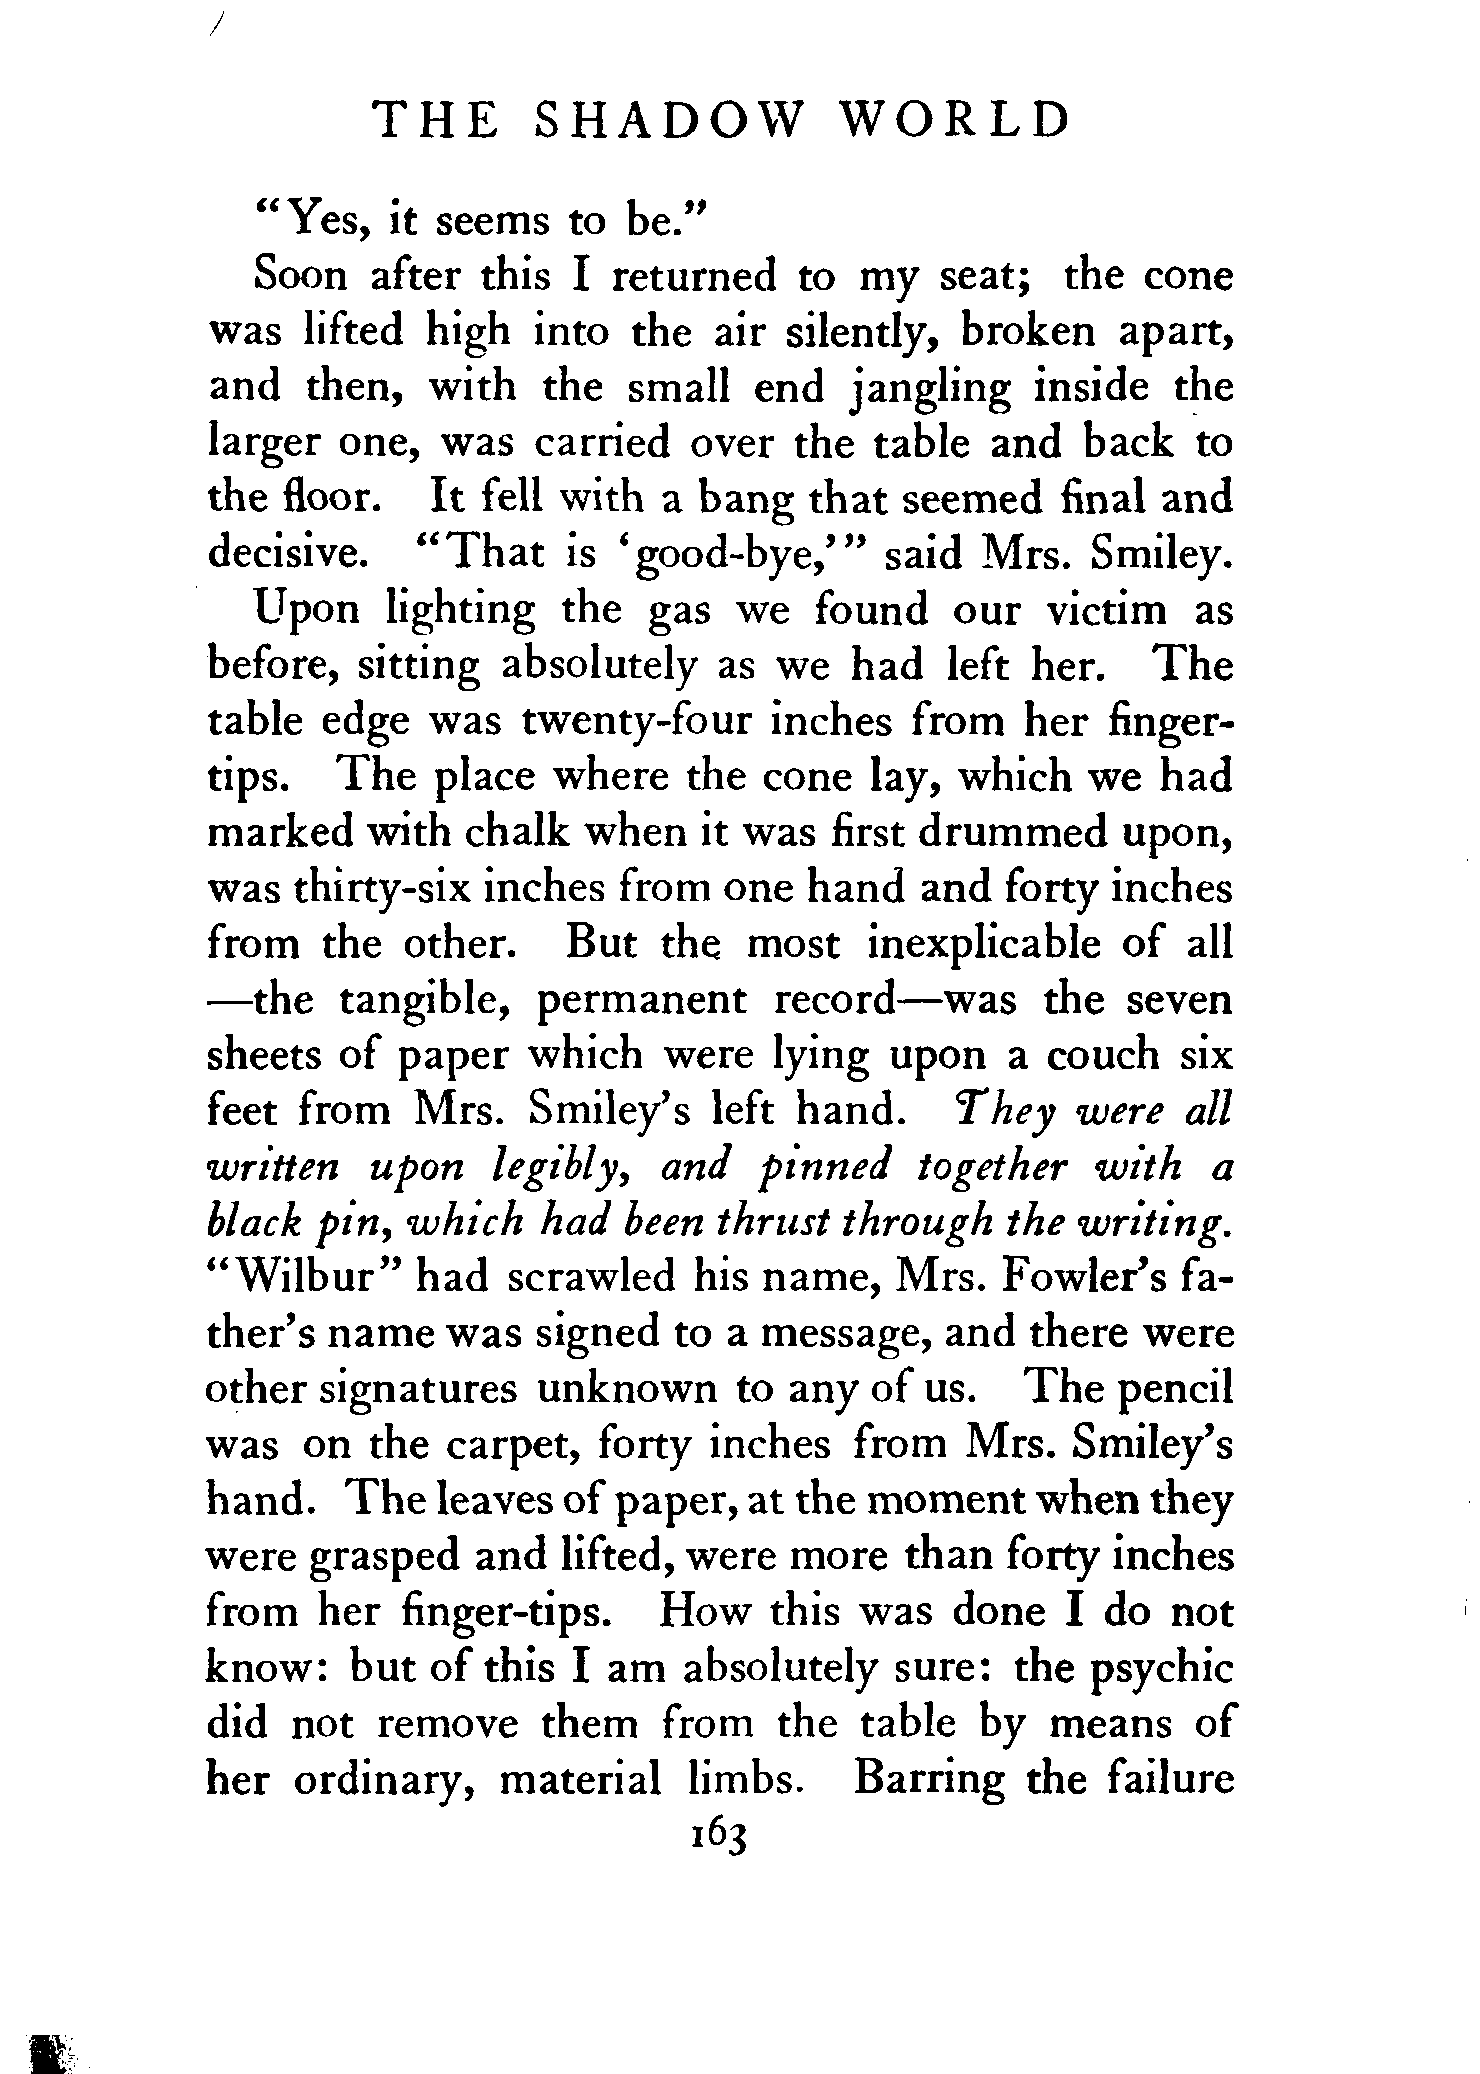 THE SHADOW WORLD
“Yes, it seems to be.”
Soon after this I returned to my seat; the cone
was lifted high into the air silently, broken apart,
and then, with the small end jangling inside the
larger one, was carried over the table and back to
the floor. It fell with a bang that seemed final and
decisive. “That is ‘good-bye,’” said Mrs. Smiley.
Upon lighting the gas we found our victim as
before, sitting absolutely as we had left her. The
table edge was twenty-four inches from her finger-
tips. The place where the cone lay, which we had
marked with chalk when it was first drummed upon,
was thirty-six inches from one hand and forty inches
from the other. But the most inexplicable of all
—the tangible, permanent record—was the seven
sheets of paper which were lying upon a couch six
feet from Mrs. Smiley’s left hand. They were all
written upon legibly, and pinned together with a
black pin, which had been thrust through the writing.
“Wilbur” had scrawled his name, Mrs. Fowler’s fa-
ther’s name was signed to a message, and there were
other signatures unknown to any of us. The pencil
was on the carpet, forty inches from Mrs. Smiley’s
hand. The leaves of paper, at the moment when they
were grasped and lifted, were more than forty inches
from her finger-tips. How this was done I do not
know: but of this I am absolutely sure: the psychic
did not remove them from the table by means of
her ordinary, material limbs. Barring the failure
163